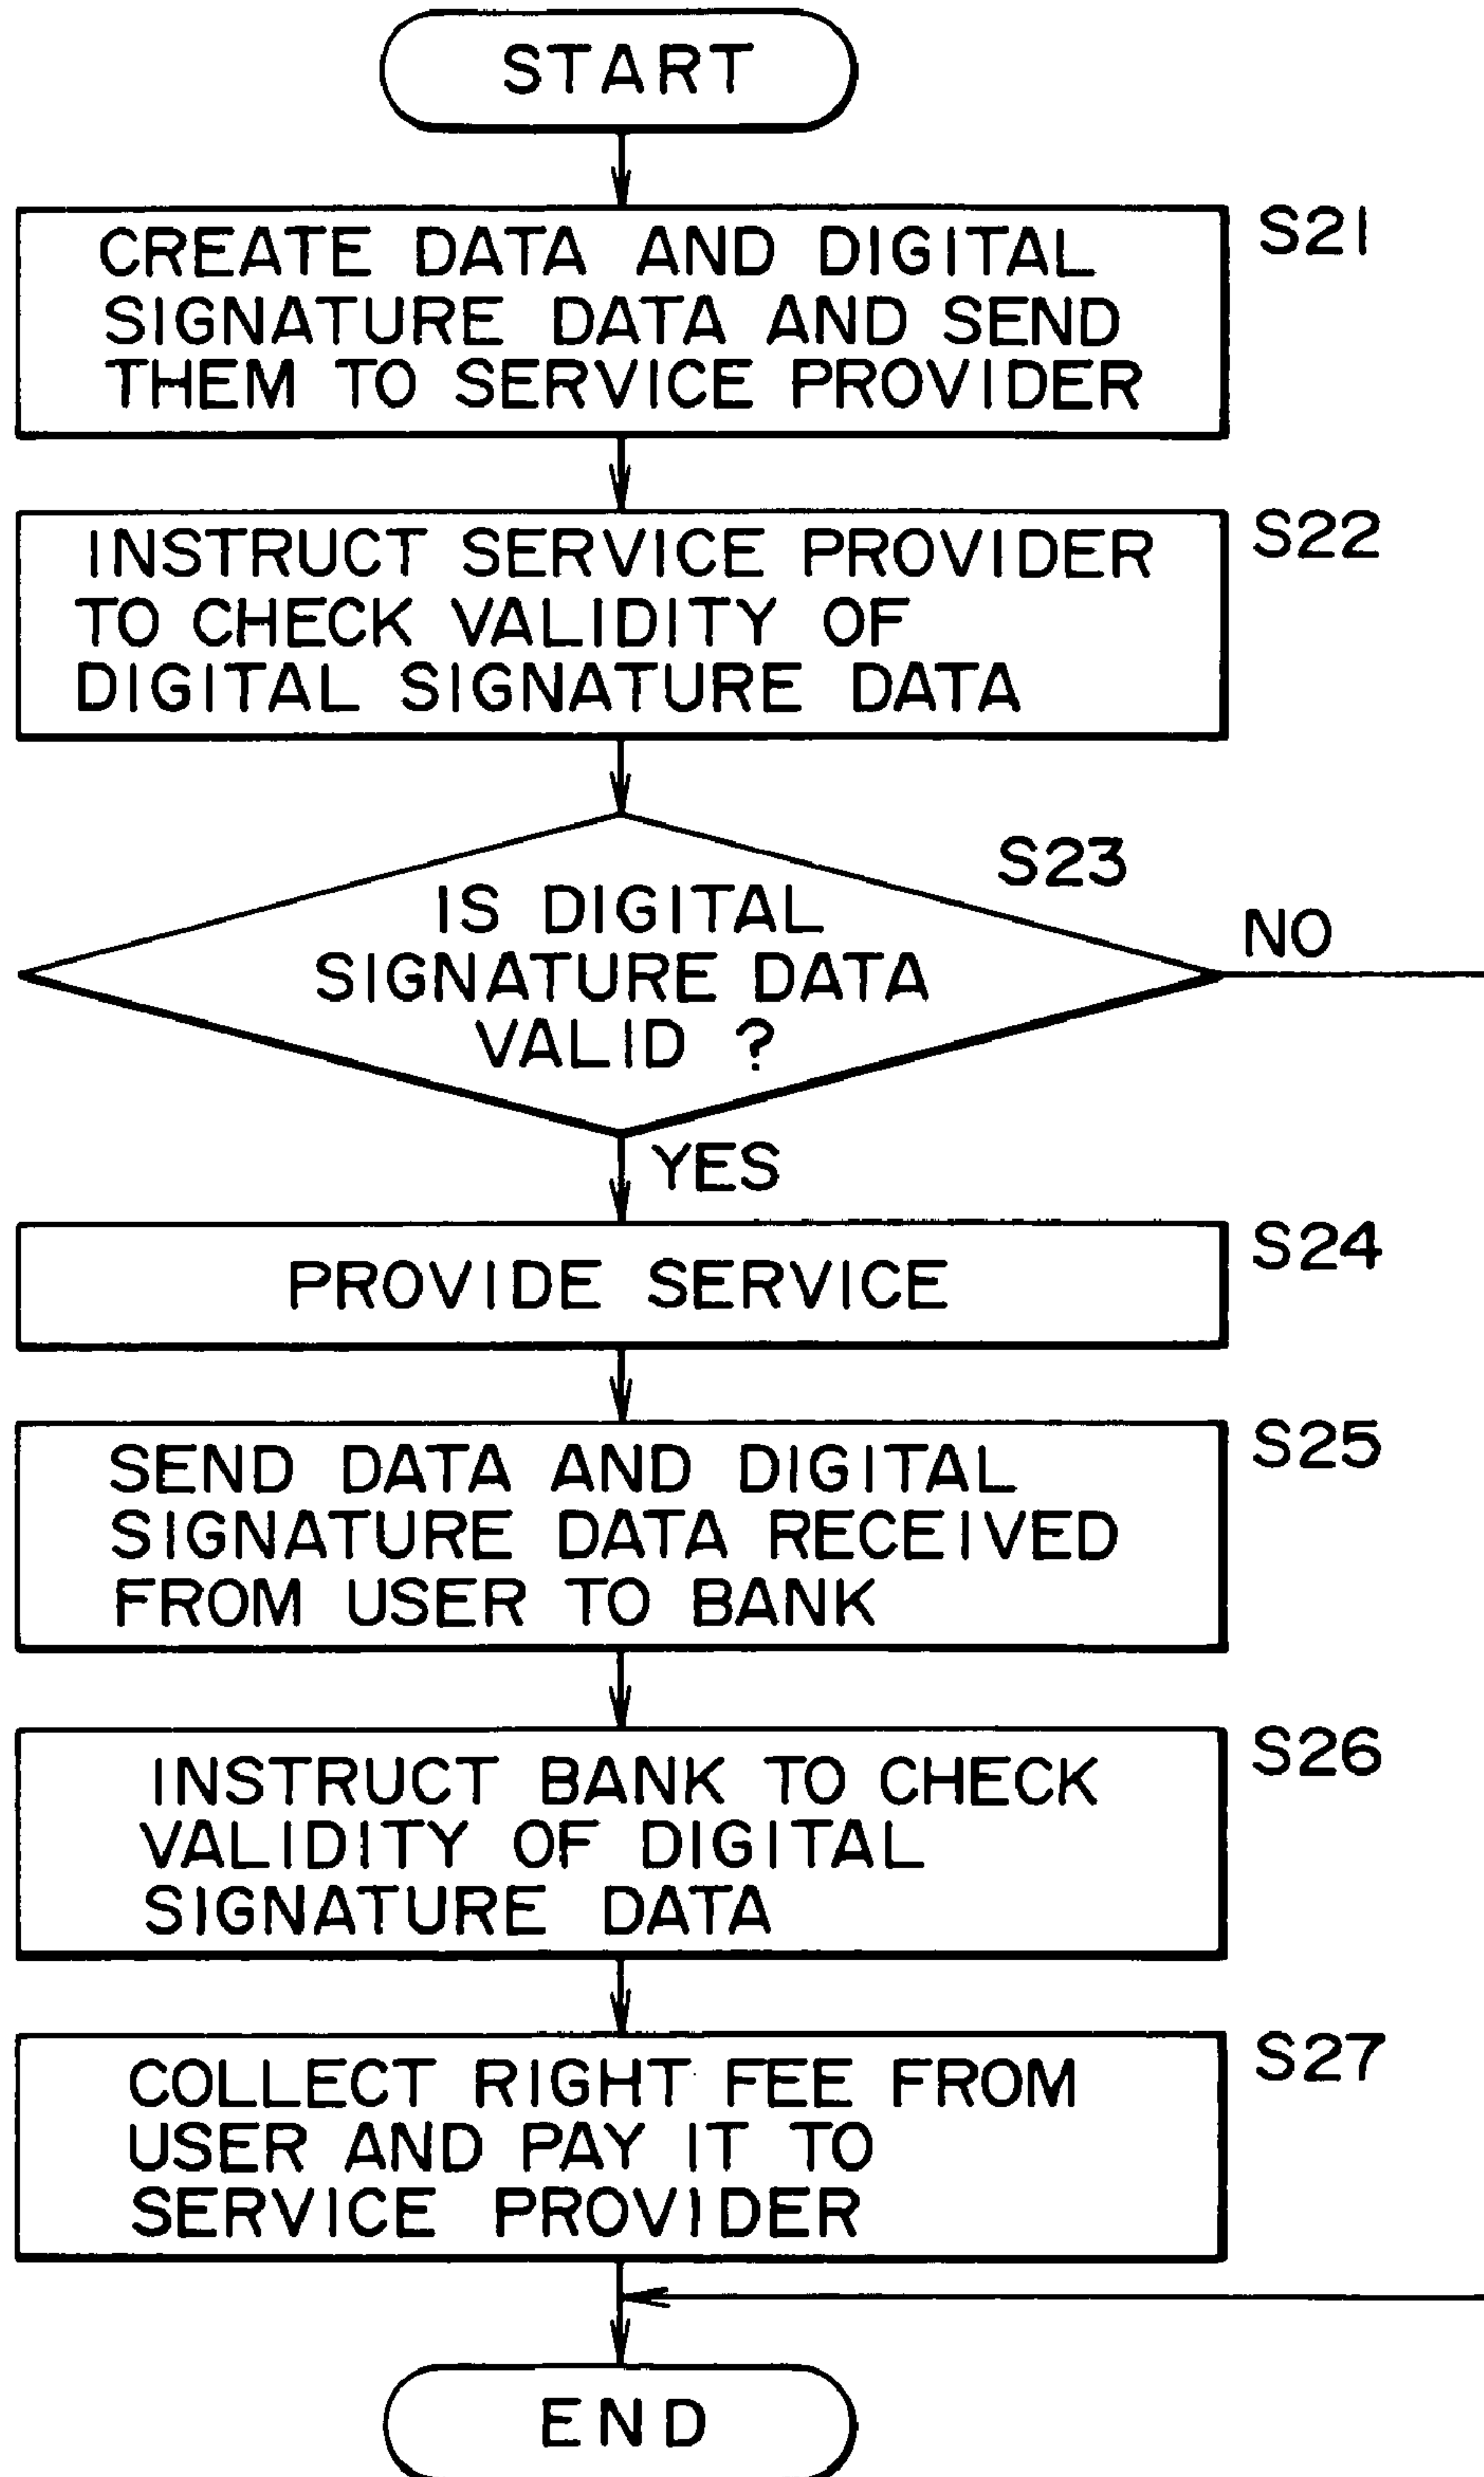 START
S21
CREATE DATA AND DIGITAL
SIGNATURE DATA AND SEND
THEM TO SERVICE PROVIDER
S22
INSTRUCT SERVICE PROVIDER
TO CHECK VALIDITY OF
DIGITAL SIGNATURE DATA
S23
IS DIGITAL
SIGNATURE DATA
VALID ?
NO
YES
S24
PROVIDE SERVICE
S25
SEND DATA AND DIGITAL
SIGNATURE DATA RECEIVED
FROM USER TO BANK
S26
INSTRUCT BANK TO CHECK
VALIDITY OF DIGITAL
SIGNATURE DATA
S27
COLLECT RIGHT FEE FROM
USER AND PAY IT TO
SERVICE PROVIDER
END